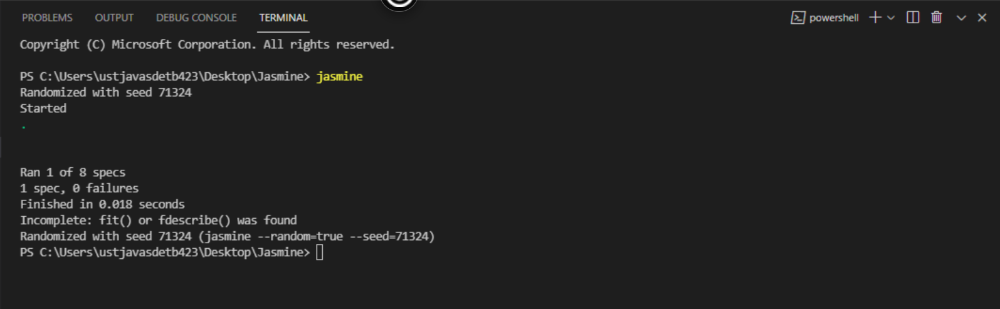 PROBLEMS OUTPUT DEBUG CONSOLE TERMINAL powershell
Copyright (C) Microsoft Corporation. All rights reserved.
PS C:\Users\ustjavasdetb423\Desktop\Jasmine> jasmine
Randomized with seed 71324
Started
.
Ran 1 of 8 specs
1 spec, 0 failures
Finished in 0.018 seconds
Incomplete: fit() or fdescribe() was found
Randomized with seed 71324 (jasmine --random=true --seed=71324)
PS C:\Users\ustjavasdetb423\Desktop\Jasmine>